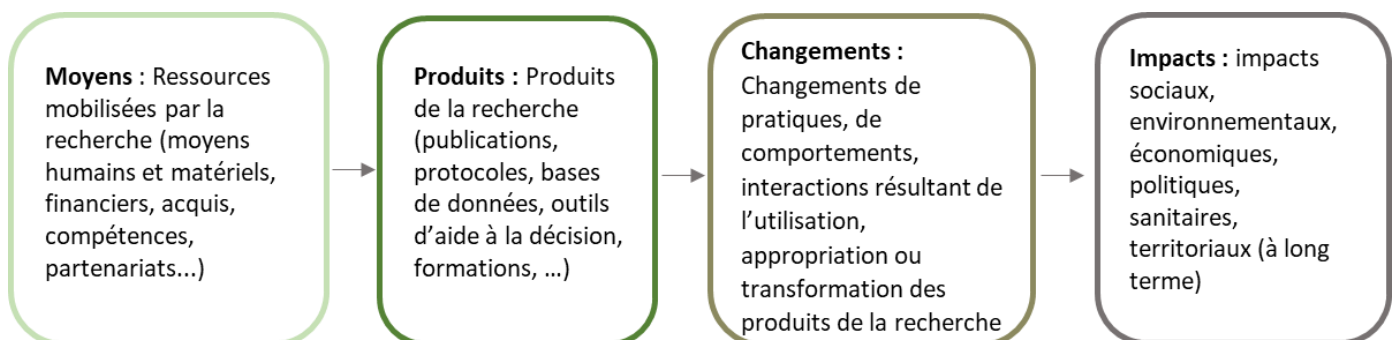 Moyens : Ressources
mobilisées par la
recherche (moyens
humains et matériels,
financiers, acquis,
compétences,
partenariats...)
Produits : Produits
de la recherche
(publications,
protocoles, bases
de données, outils
d’aide à la décision,
formations, …)
Changements :
Changements de
pratiques, de
comportements,
interactions résultant de
l’utilisation,
appropriation ou
transformation des
produits de la recherche
Impacts : impacts
sociaux,
environnementaux,
économiques,
politiques,
sanitaires,
territoriaux (à long
terme)